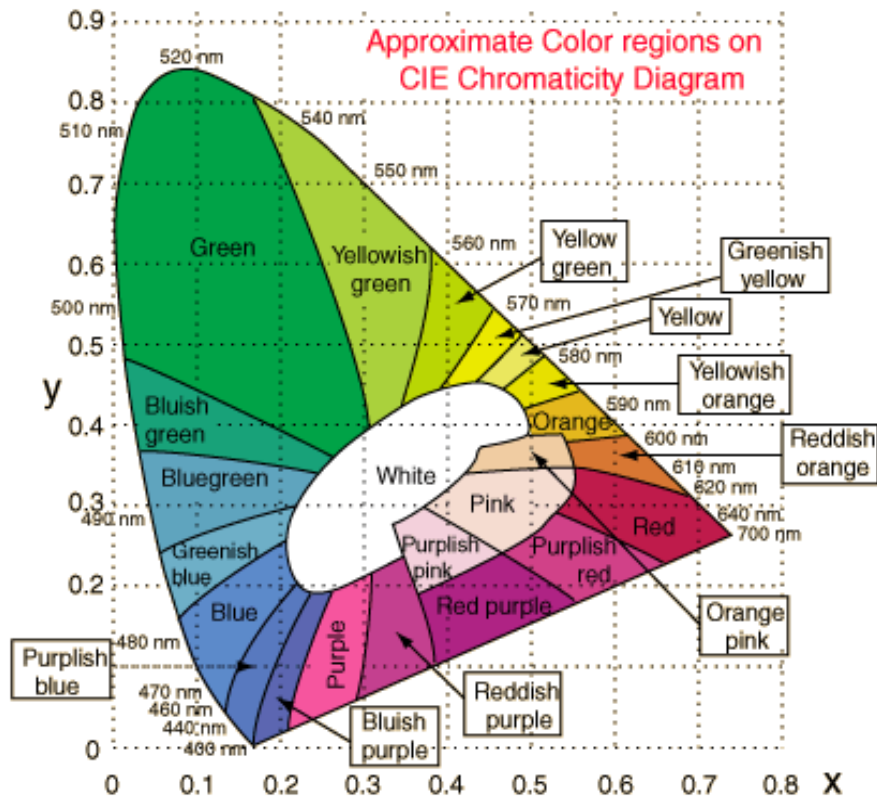 Approximate Color regions on
CIE Chromaticity Diagram
0.9
520 nm
0.8
540 nm
510 nm
550 nm
0.7
Green
Yellowish
green
560 nm
Yellow
green
Greenish
yellow
0.6
500 nm
570 nm
Yellow
0.5
580 nm
y
Yellowish
orange
Bluish
green
590 nm
Orange
0.4
600 nm
Reddish
orange
610 nm
620 nm
Bluegreen
White
Pink
0.3
490 nm
Red
640 nm
700 nm
Greenish
blue
Purplish
pink
Purplish
red
0.2
Blue
Red purple
Orange
pink
480 nm
Purplish
blue
0.1
Purple
470 nm
460 nm
440 nm
400 nm
Reddish
purple
Bluish
purple
0
0 0.1 0.2 0.3 0.4 0.5 0.6 0.7 0.8 x